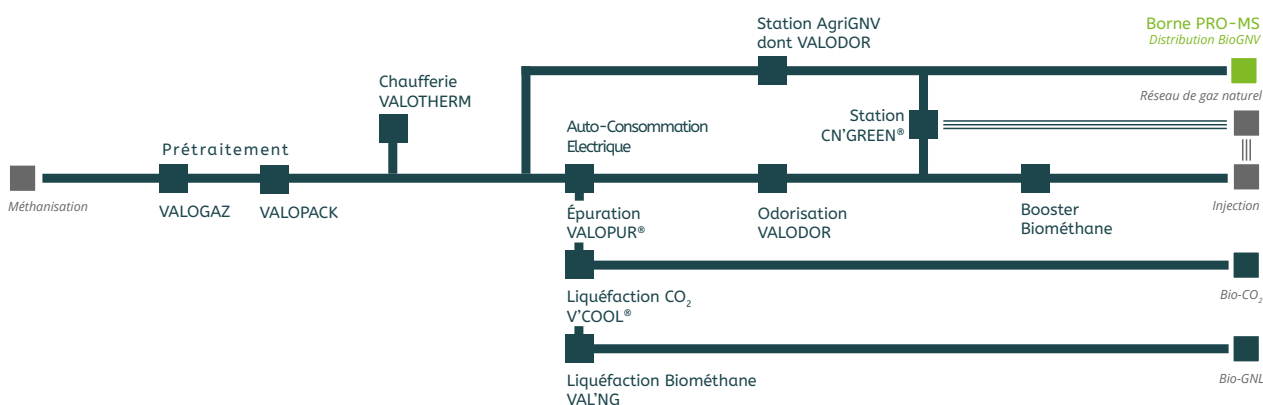 Station AgriGNV
dont VALODOR
Borne PRO-MS
Distribution BioGNV
Chaufferie
VALOTHERM
Réseau de gaz naturel
Station
CN'GREEN®
Auto-Consommation
Electrique
Prétraitement
Méthanisation
VALOGAZ
VALOPACK
Épuration
VALOPUR®
Odorisation
VALODOR
Booster
Biométhane
Injection
Liquéfaction CO₂
V'COOL®
Bio-CO₂
Liquéfaction Biométhane
VAL'NG
Bio-GNL